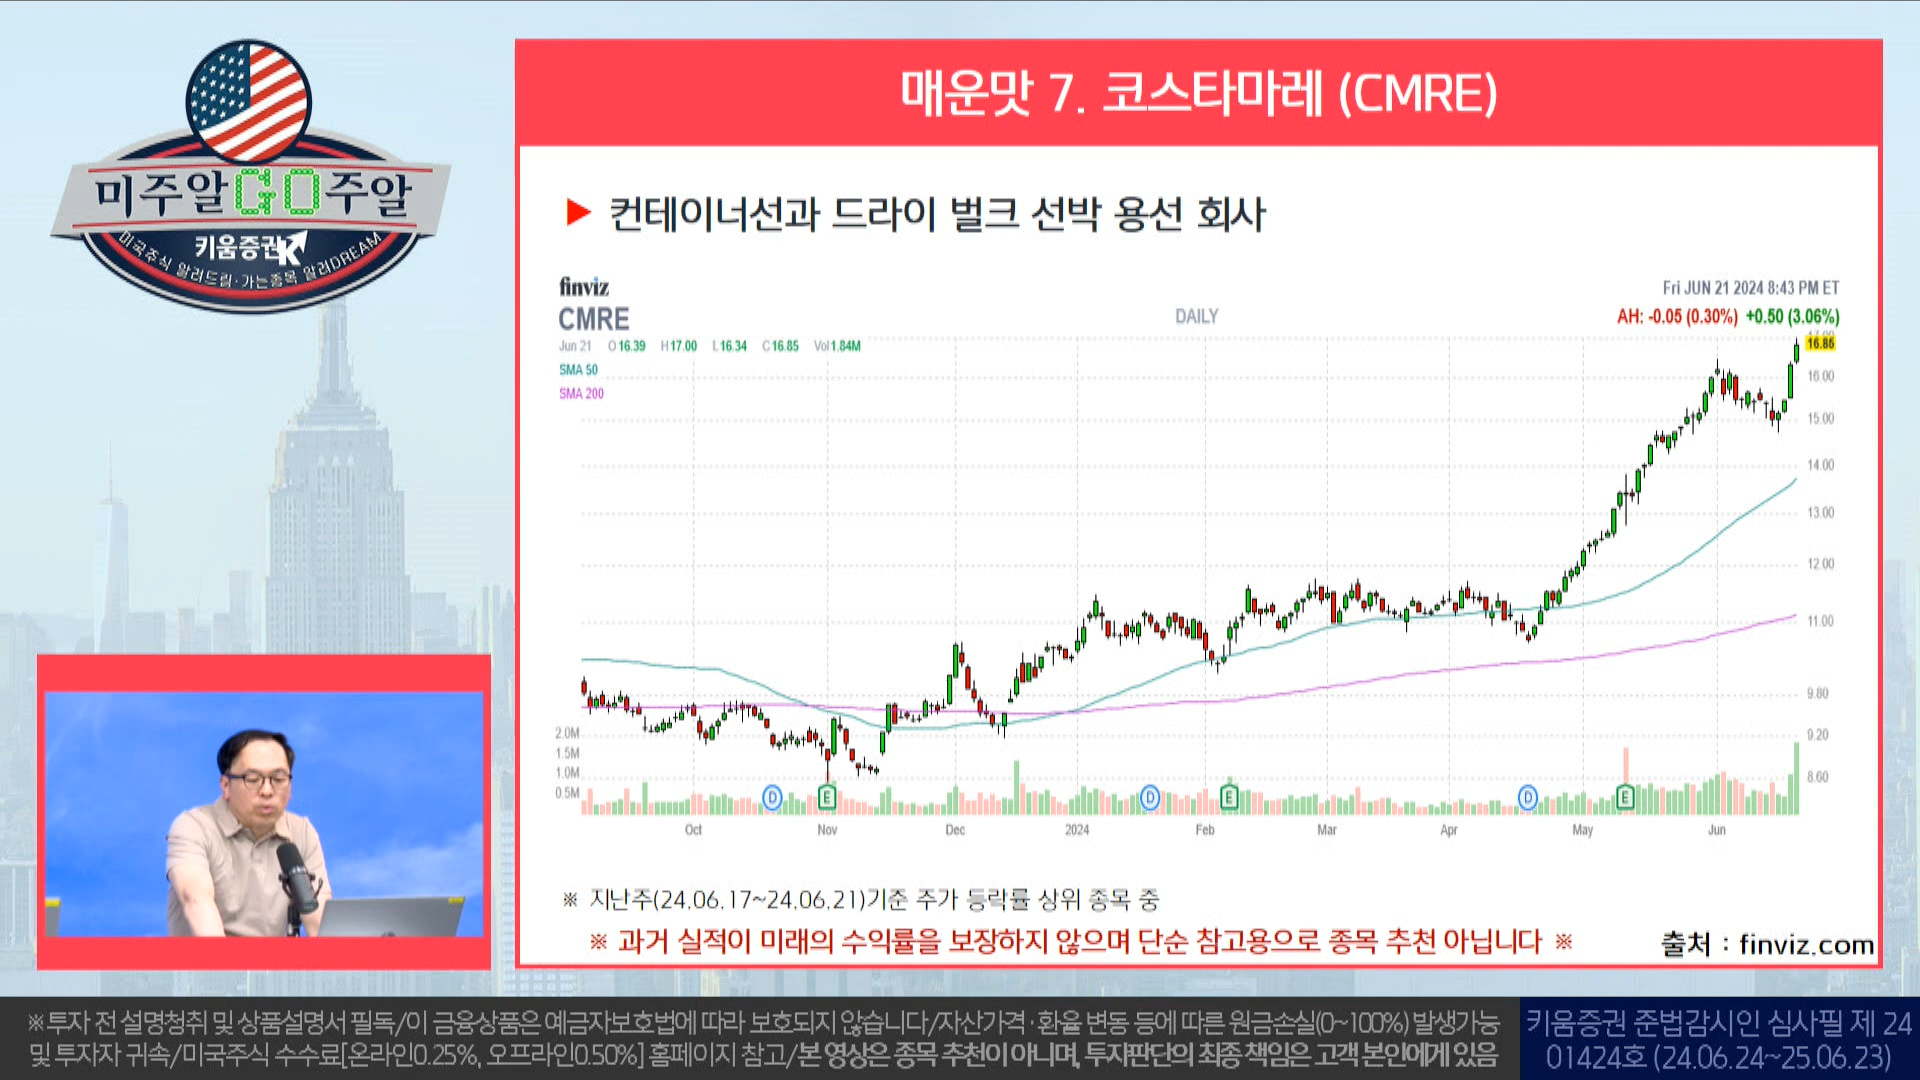 미주알GO주알
키움증권
미국주식 알려드림·가는종목 알려DREAM
매운맛 7. 코스타마레 (CMRE)
▶ 컨테이너선과 드라이 벌크 선박 용선 회사
finviz
Fri JUN 21 2024 8:43 PM ET
CMRE
DAILY
AH: -0.05 (0.30%) +0.50 (3.06%)
Jun 21 O 16.39 H 17.00 L 16.34 C 16.85 Vol 1.84M
SMA 50
SMA 200
17.00
16.85
16.00
15.00
14.00
13.00
12.00
11.00
9.80
9.20
8.60
2.0M
1.5M
1.0M
0.5M
D E D E D E
Oct Nov Dec 2024 Feb Mar Apr May Jun
※ 지난주(24.06.17~24.06.21)기준 주가 등락률 상위 종목 중
※ 과거 실적이 미래의 수익률을 보장하지 않으며 단순 참고용으로 종목 추천 아닙니다 ※
출처 : finviz.com
※투자 전 설명청취 및 상품설명서 필독/이 금융상품은 예금자보호법에 따라 보호되지 않습니다/자산가격·환율 변동 등에 따른 원금손실(0~100%) 발생가능
및 투자자 귀속/미국주식 수수료[온라인0.25%, 오프라인0.50%] 홈페이지 참고/본 영상은 종목 추천이 아니며, 투자판단의 최종 책임은 고객 본인에게 있음
키움증권 준법감시인 심사필 제 24
01424호 (24.06.24~25.06.23)